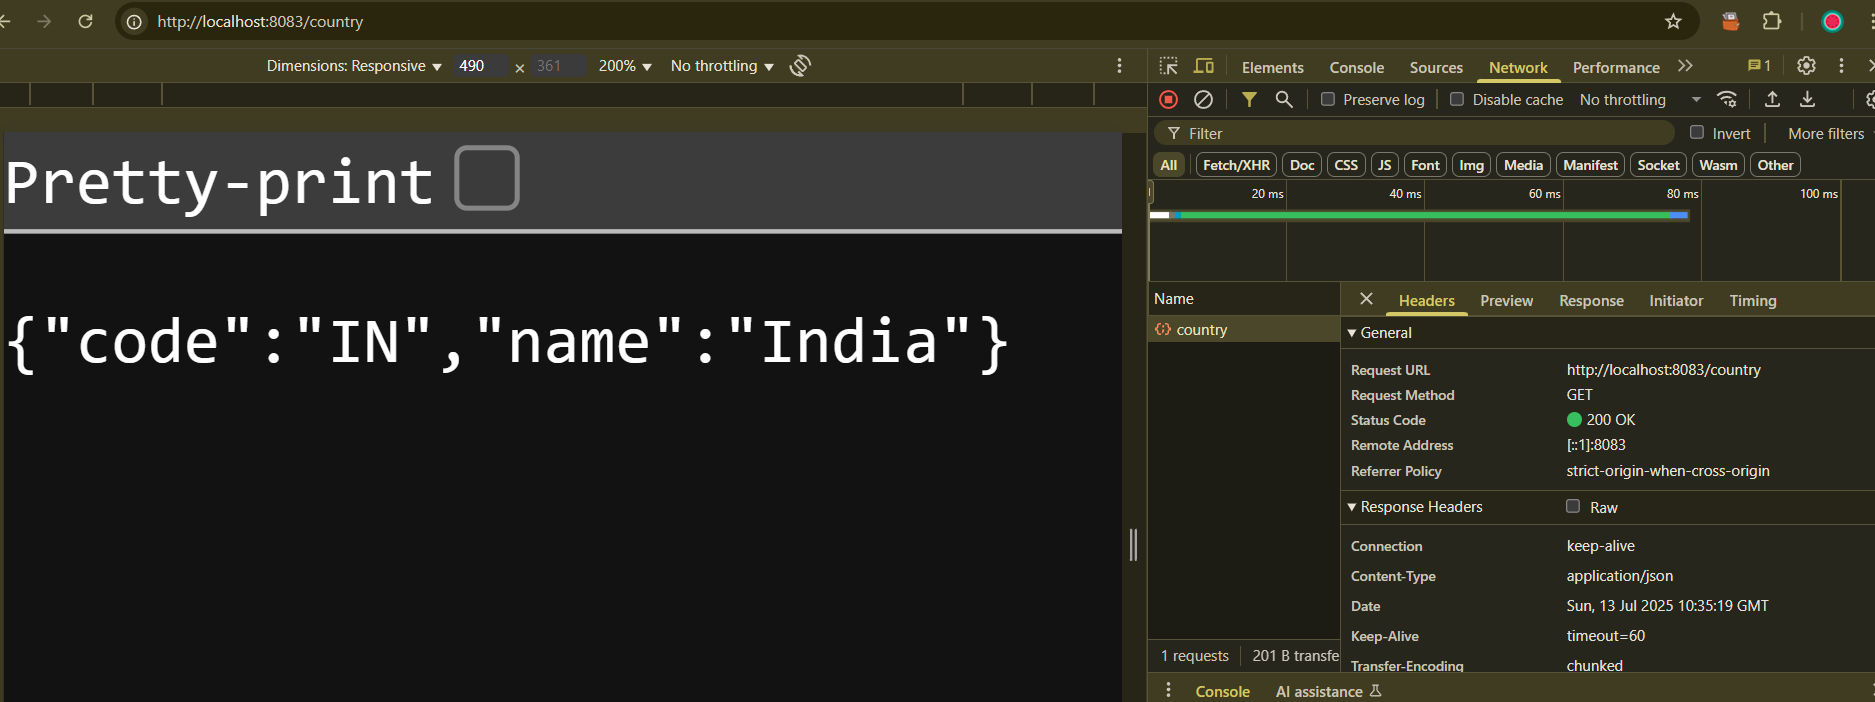 http://localhost:8083/country
Dimensions: Responsive 490 × 361 200% No throttling
Elements Console Sources Network Performance 1
Preserve log Disable cache No throttling
Filter Invert More filters
All Fetch/XHR Doc CSS JS Font Img Media Manifest Socket Wasm Other
20 ms 40 ms 60 ms 80 ms 100 ms
Pretty-print
{"code":"IN","name":"India"}
Name
country
Headers Preview Response Initiator Timing
General
Request URL http://localhost:8083/country
Request Method GET
Status Code 200 OK
Remote Address [::1]:8083
Referrer Policy strict-origin-when-cross-origin
Response Headers Raw
Connection keep-alive
Content-Type application/json
Date Sun, 13 Jul 2025 10:35:19 GMT
Keep-Alive timeout=60
Transfer-Encoding chunked
1 requests 201 B transfe
Console AI assistance